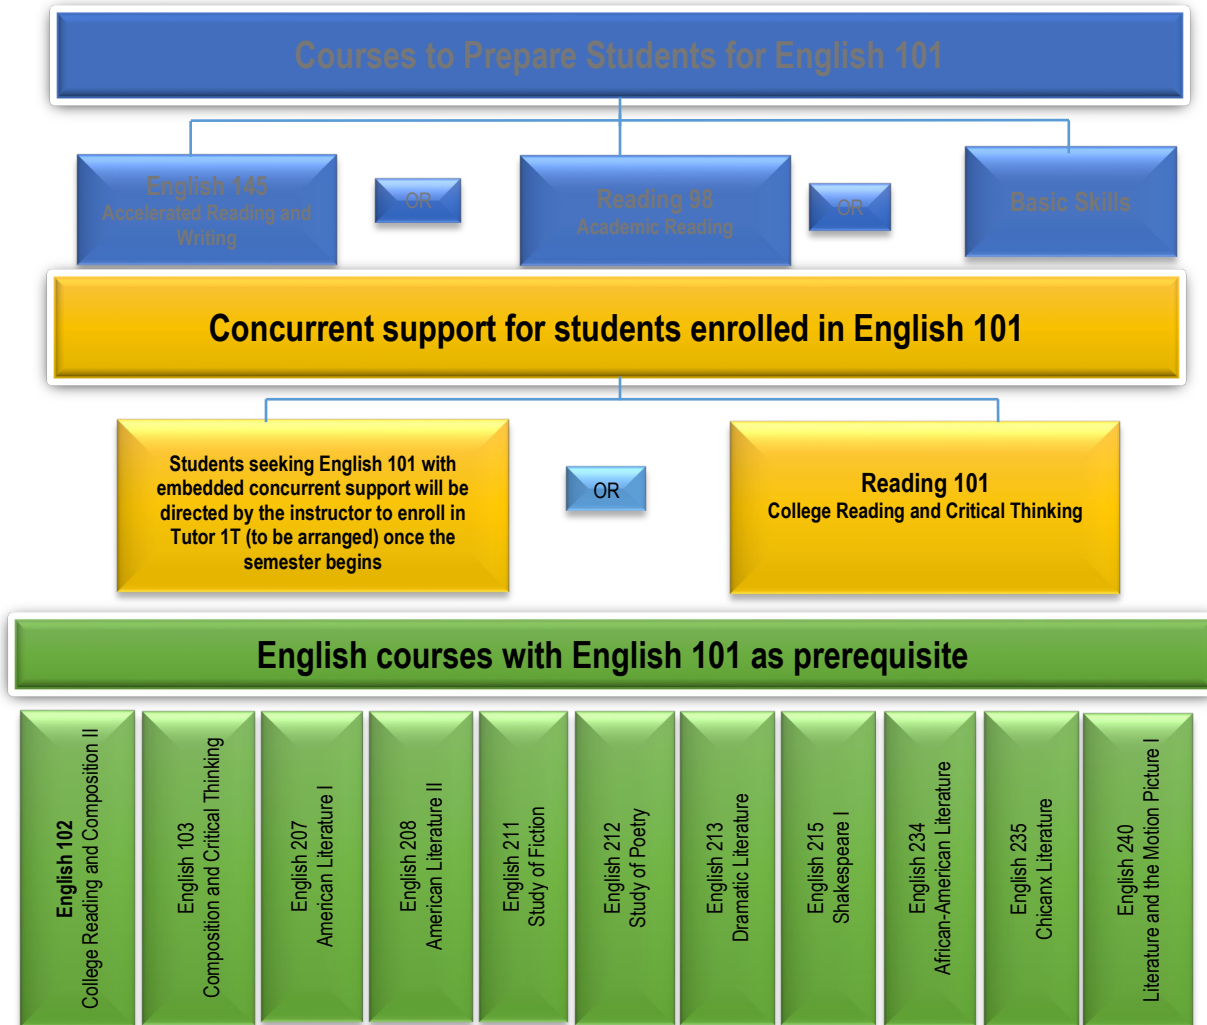 Courses to Prepare Students for English 101
English 145
Accelerated Reading and
Writing
OR
Reading 98
Academic Reading
OR
Basic Skills
Concurrent support for students enrolled in English 101
Students seeking English 101 with
embedded concurrent support will be
directed by the instructor to enroll in
Tutor 1T (to be arranged) once the
semester begins
OR
Reading 101
College Reading and Critical Thinking
English courses with English 101 as prerequisite
English 102
College Reading and Composition II
English 103
Composition and Critical Thinking
English 207
American Literature I
English 208
American Literature II
English 211
Study of Fiction
English 212
Study of Poetry
English 213
Dramatic Literature
English 215
Shakespeare I
English 234
African-American Literature
English 235
Chicanx Literature
English 240
Literature and the Motion Picture I